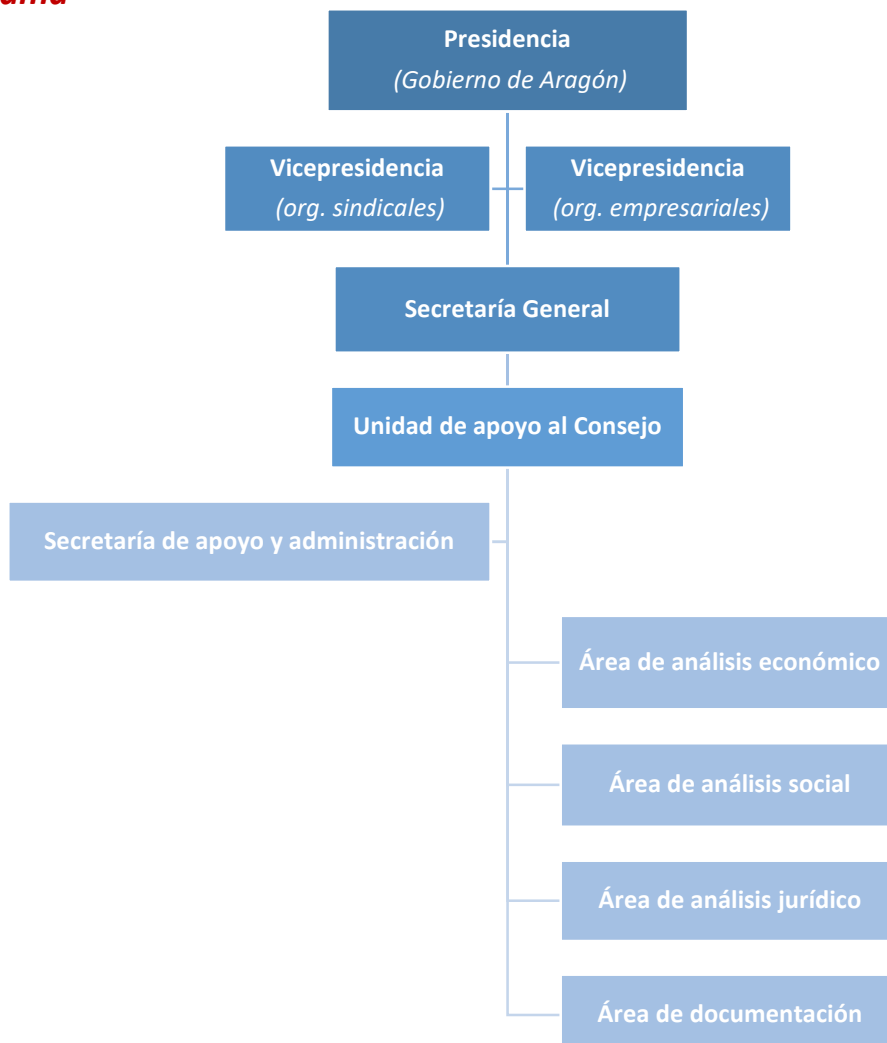 Presidencia
(Gobierno de Aragón)
Vicepresidencia
(org. sindicales)
Vicepresidencia
(org. empresariales)
Secretaría General
Unidad de apoyo al Consejo
Secretaría de apoyo y administración
Área de análisis económico
Área de análisis social
Área de análisis jurídico
Área de documentación